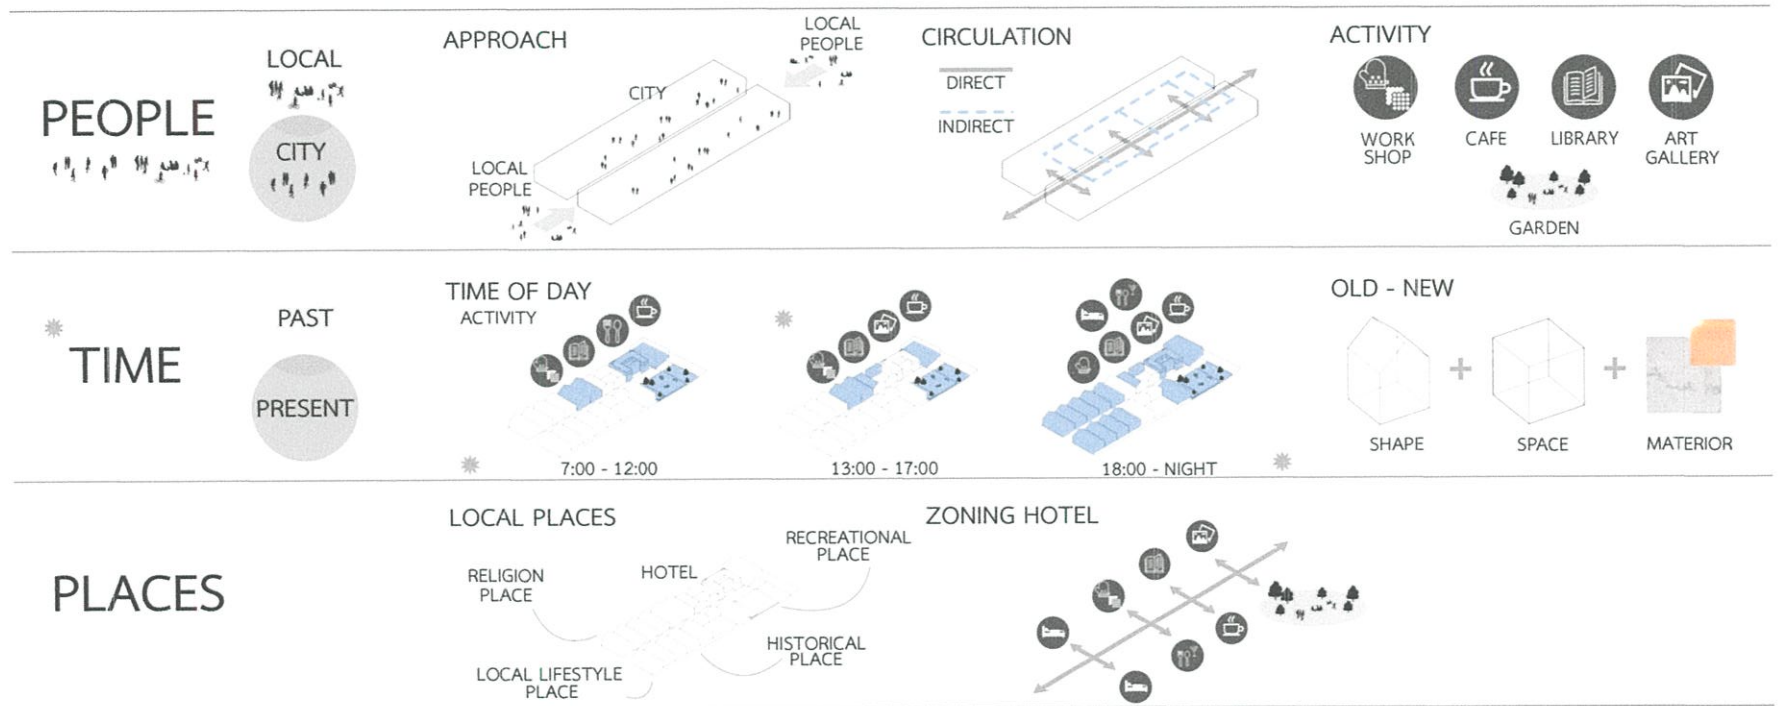 PEOPLE
LOCAL
CITY
APPROACH
CITY
LOCAL
PEOPLE
LOCAL
PEOPLE
CIRCULATION
DIRECT
INDIRECT
ACTIVITY
WORK
SHOP
CAFE
LIBRARY
ART
GALLERY
GARDEN
TIME
PAST
PRESENT
TIME OF DAY
ACTIVITY
7:00 - 12:00
13:00 - 17:00
18:00 - NIGHT
OLD - NEW
SHAPE
SPACE
MATERIOR
PLACES
LOCAL PLACES
RELIGION
PLACE
HOTEL
RECREATIONAL
PLACE
HISTORICAL
PLACE
LOCAL LIFESTYLE
PLACE
ZONING HOTEL